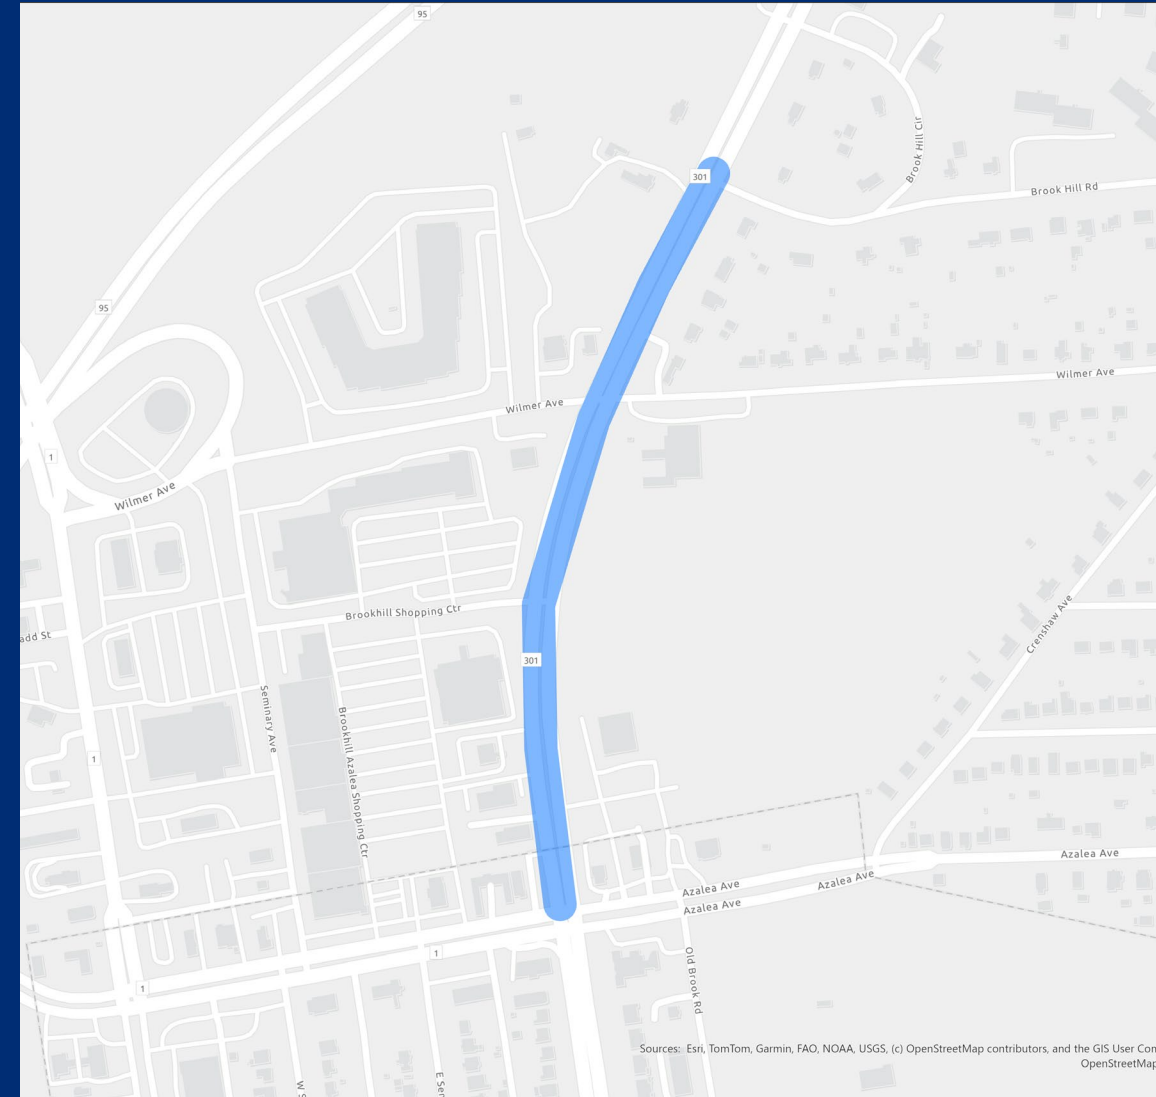 95
301
Brook Hill Cir
Brook Hill Rd
95
Wilmer Ave
Wilmer Ave
1
Wilmer Ave
Brookhill Shopping Ctr
Crenshaw Ave
add St
301
Seminary Ave
Brookhill Azalea Shopping Ctr
1
Azalea Ave
Azalea Ave
Azalea Ave
Azalea Ave
1
1
Old Brook Rd
Sources: Esri, TomTom, Garmin, FAO, NOAA, USGS, (c) OpenStreetMap contributors, and the GIS User Con
OpenStreetMap
W S
E Ser